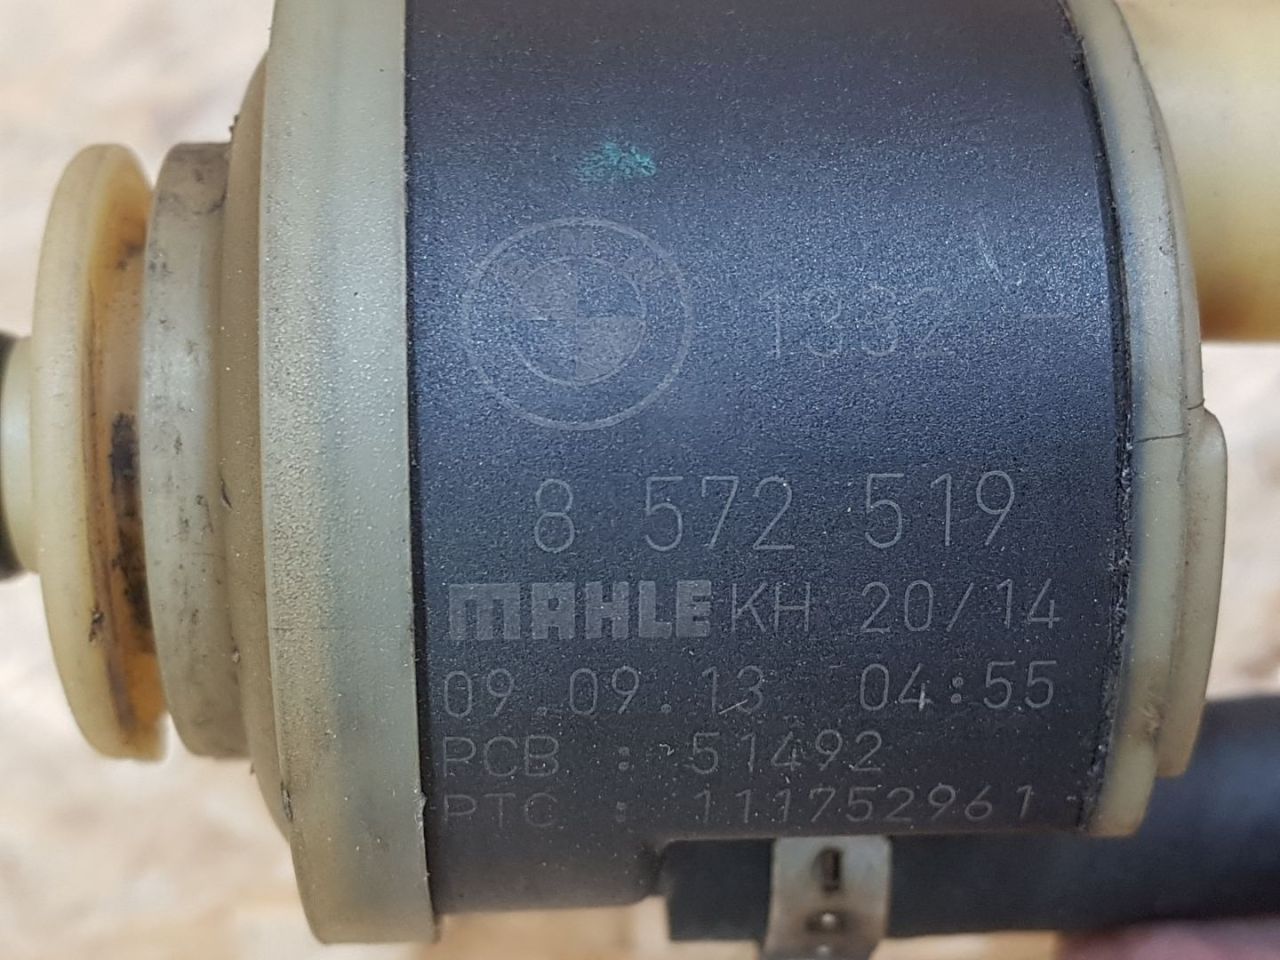 1332 -
8 572 519
MAHLE KH 20/14
09.09.13 04:55
PCB : 51492
PTC : 111752961